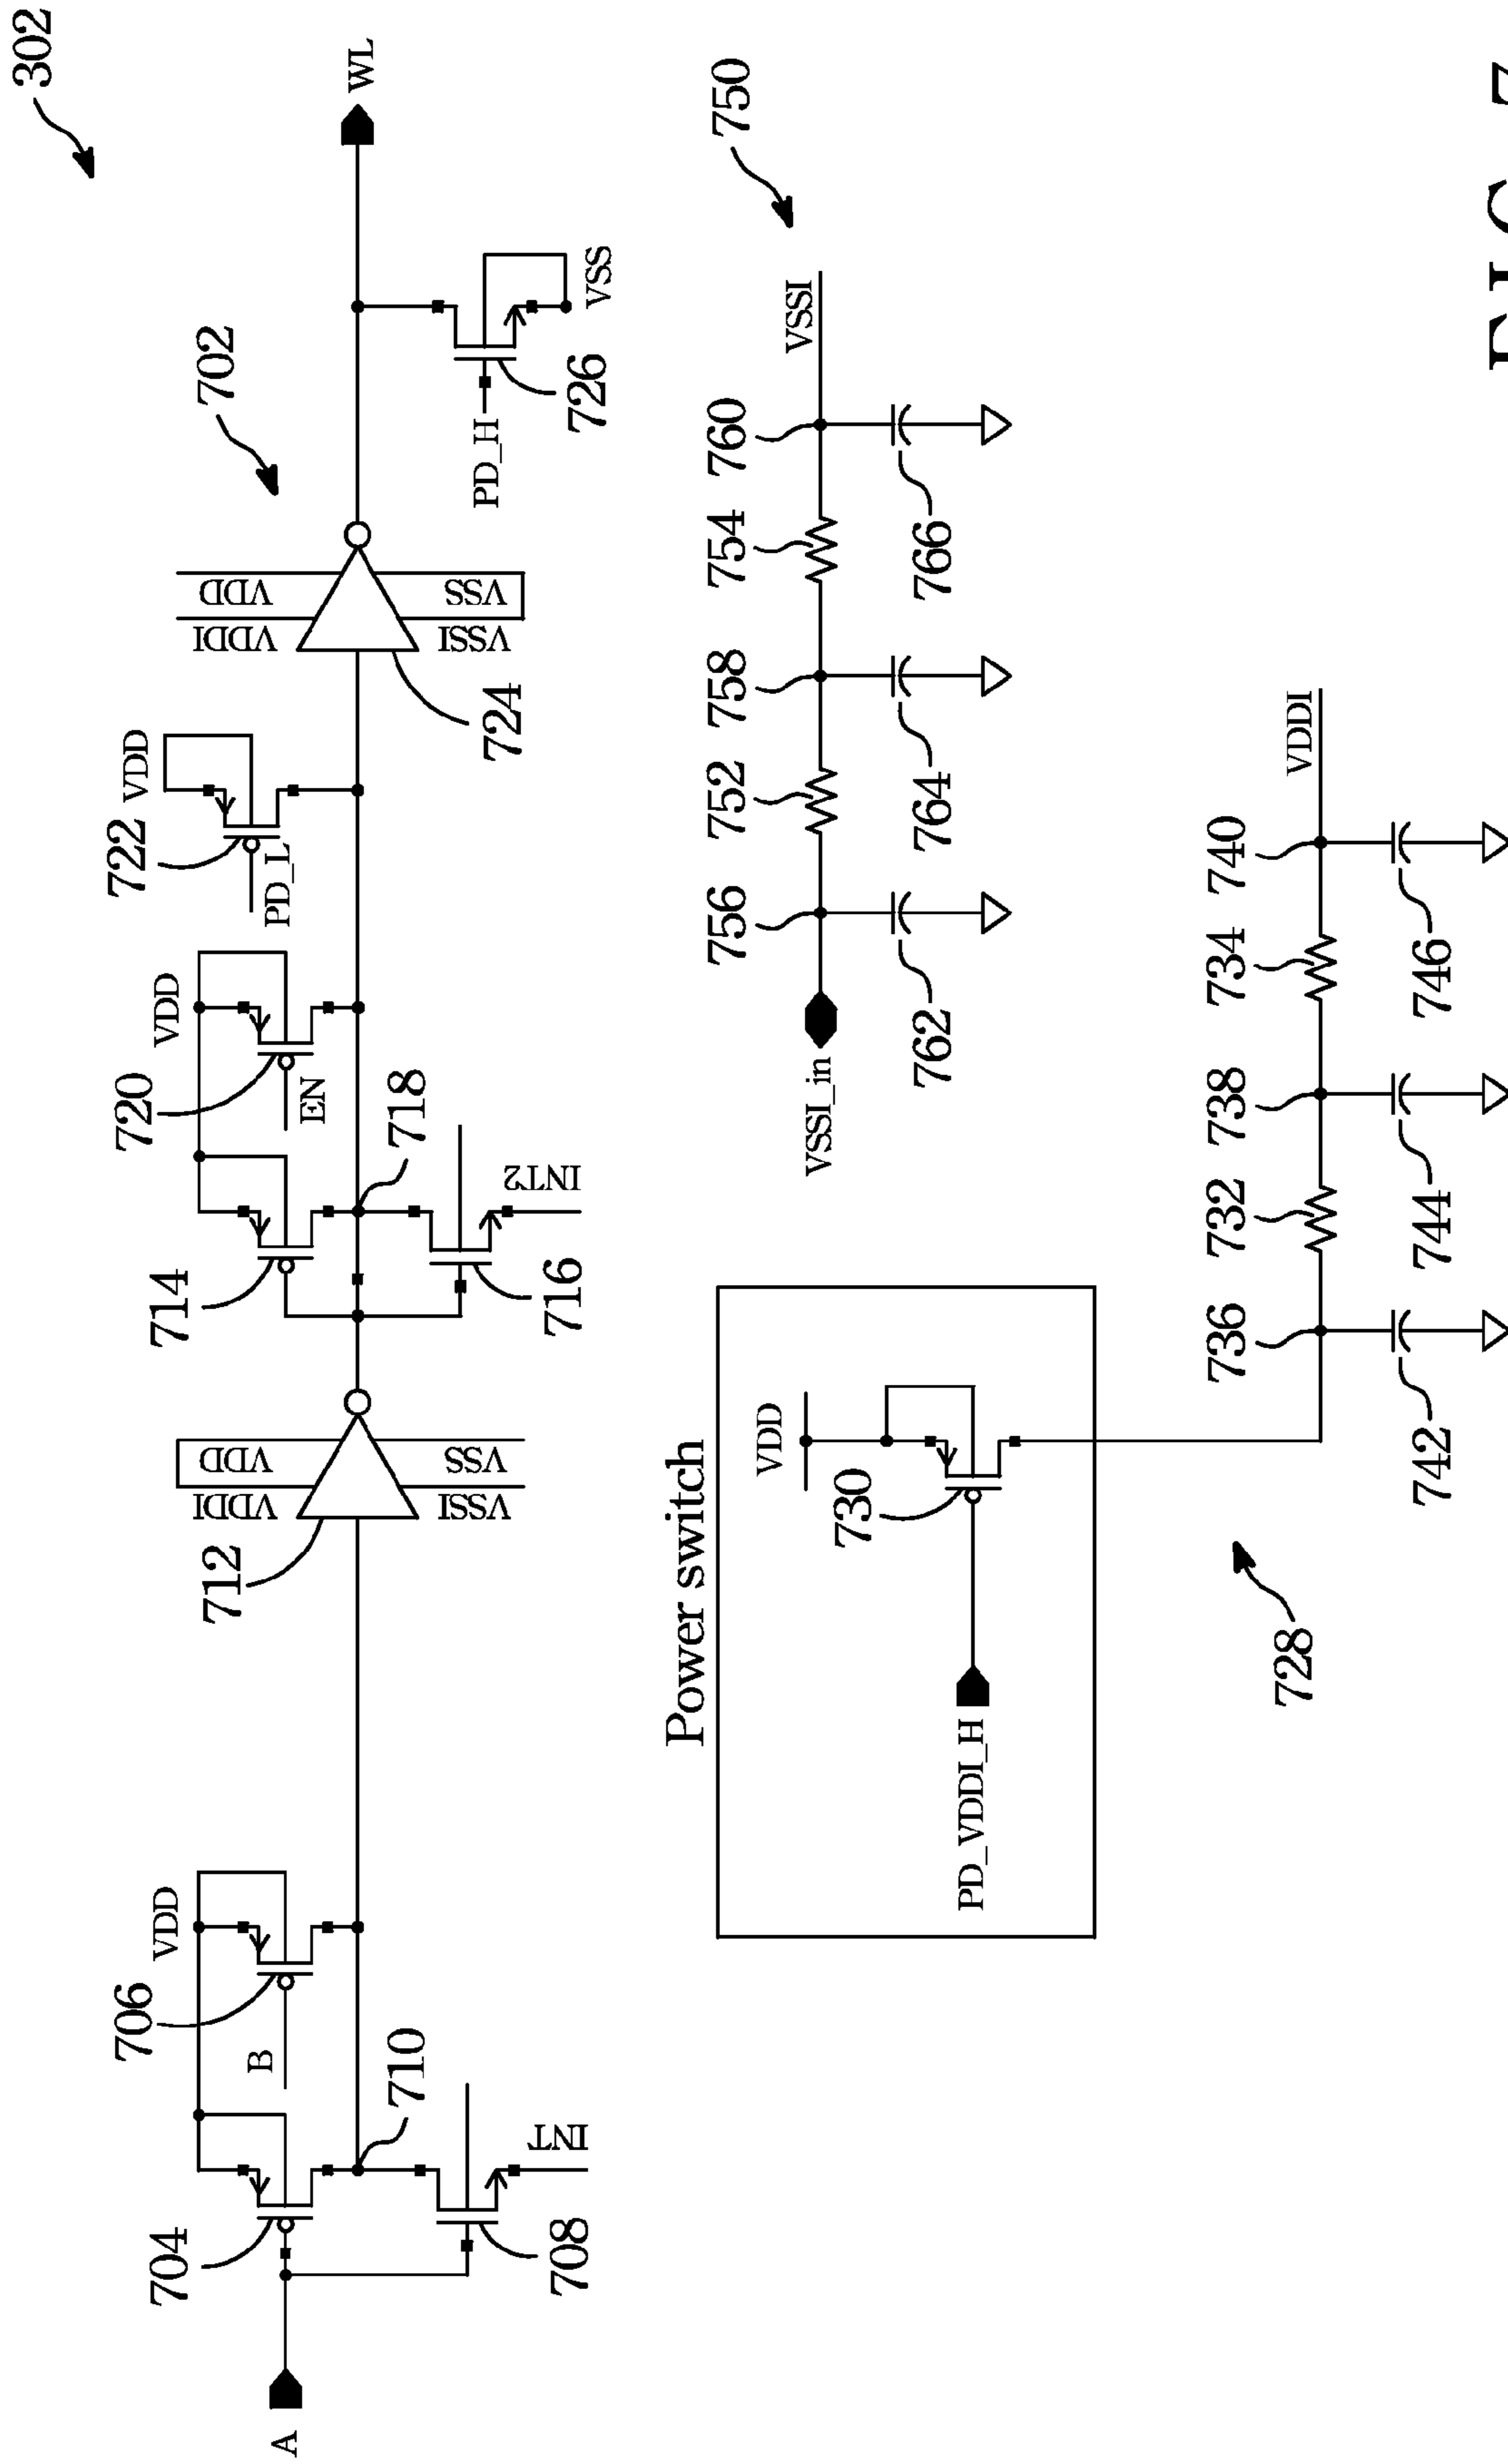 302
702
704
A
706
B
VDD
708
INT
710
712
VDDI
VDD
VSSI
VSS
714
716
INT2
718
720
EN
VDD
722
PD_L
VDD
724
VDDI
VDD
VSSI
VSS
726
PD_H
VSS
WL
750
VSSI_in
756
752
758
754
760
VSSI
762
764
766
Power switch
VDD
730
PD_VDDI_H
728
736
732
738
734
740
VDDI
742
744
746